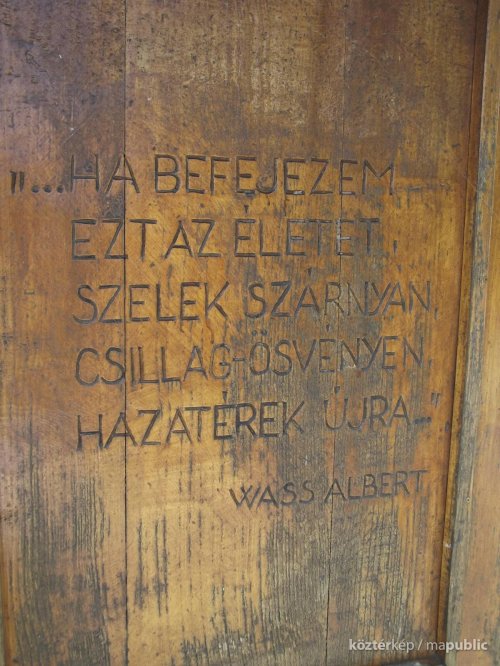 "...HA BEFEJEZEM
EZT AZ ÉLETET,
SZELEK SZÁRNYÁN,
CSILLAG-ÖSVÉNYEN,
HAZATÉREK ÚJRA..."
WASS ALBERT
köztérkép / mapublic